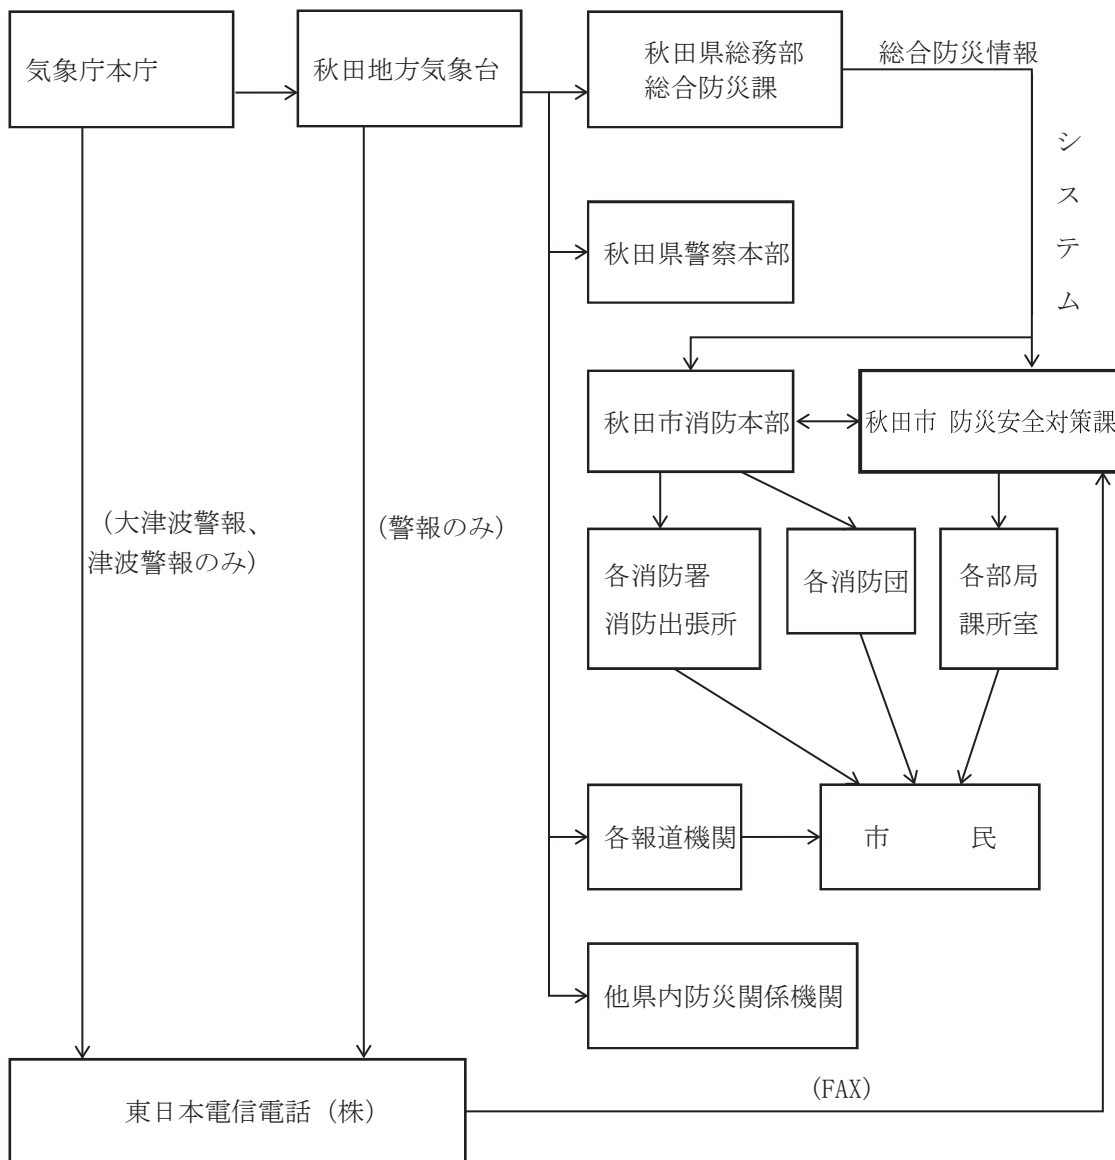 気象庁本庁
秋田地方気象台
秋田県総務部
総合防災課
総合防災情報
システム
秋田県警察本部
秋田市消防本部
秋田市 防災安全対策課
（大津波警報、
津波警報のみ）
（警報のみ）
各消防署
消防出張所
各消防団
各部局
課所室
各報道機関
市　　　民
他県内防災関係機関
(FAX)
東日本電信電話（株）